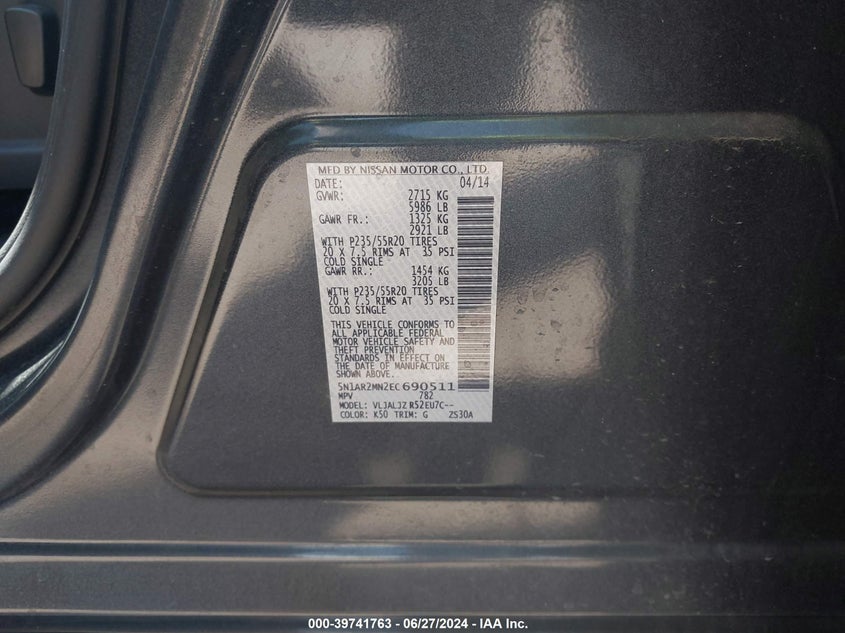 MFD BY NISSAN MOTOR CO., LTD.
DATE: 04/14
GVWR: 2715 KG
5986 LB
GAWR FR.: 1325 KG
2921 LB
WITH P235/55R20 TIRES
20 X 7.5 RIMS AT 35 PSI
COLD SINGLE
GAWR RR.: 1454 KG
3205 LB
WITH P235/55R20 TIRES
20 X 7.5 RIMS AT 35 PSI
COLD SINGLE
THIS VEHICLE CONFORMS TO
ALL APPLICABLE FEDERAL
MOTOR VEHICLE SAFETY AND
THEFT PREVENTION
STANDARDS IN EFFECT ON
THE DATE OF MANUFACTURE
SHOWN ABOVE.
5N1AR2MN2EC690511
MPV 782
MODEL: VLJALJZ R52EU7C--
COLOR: K50 TRIM: G ZS30A
000-39741763 - 06/27/2024 - IAA Inc.